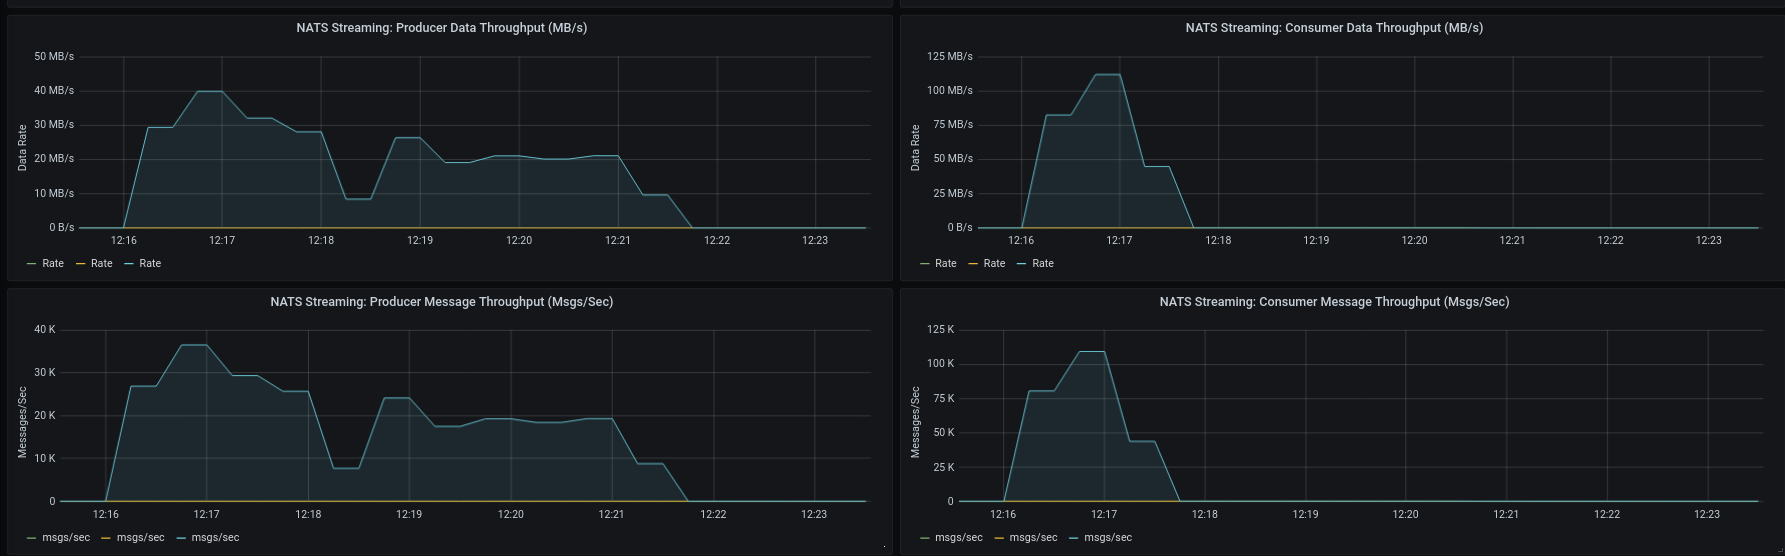 NATS Streaming: Producer Data Throughput (MB/s)
Data Rate
50 MB/s
40 MB/s
30 MB/s
20 MB/s
10 MB/s
0 B/s
12:16 12:17 12:18 12:19 12:20 12:21 12:22 12:23
Rate Rate Rate
NATS Streaming: Consumer Data Throughput (MB/s)
Data Rate
125 MB/s
100 MB/s
75 MB/s
50 MB/s
25 MB/s
0 B/s
12:16 12:17 12:18 12:19 12:20 12:21 12:22 12:23
Rate Rate Rate
NATS Streaming: Producer Message Throughput (Msgs/Sec)
Messages/Sec
40 K
30 K
20 K
10 K
0
12:16 12:17 12:18 12:19 12:20 12:21 12:22 12:23
msgs/sec msgs/sec msgs/sec
NATS Streaming: Consumer Message Throughput (Msgs/Sec)
Messages/Sec
125 K
100 K
75 K
50 K
25 K
0
12:16 12:17 12:18 12:19 12:20 12:21 12:22 12:23
msgs/sec msgs/sec msgs/sec